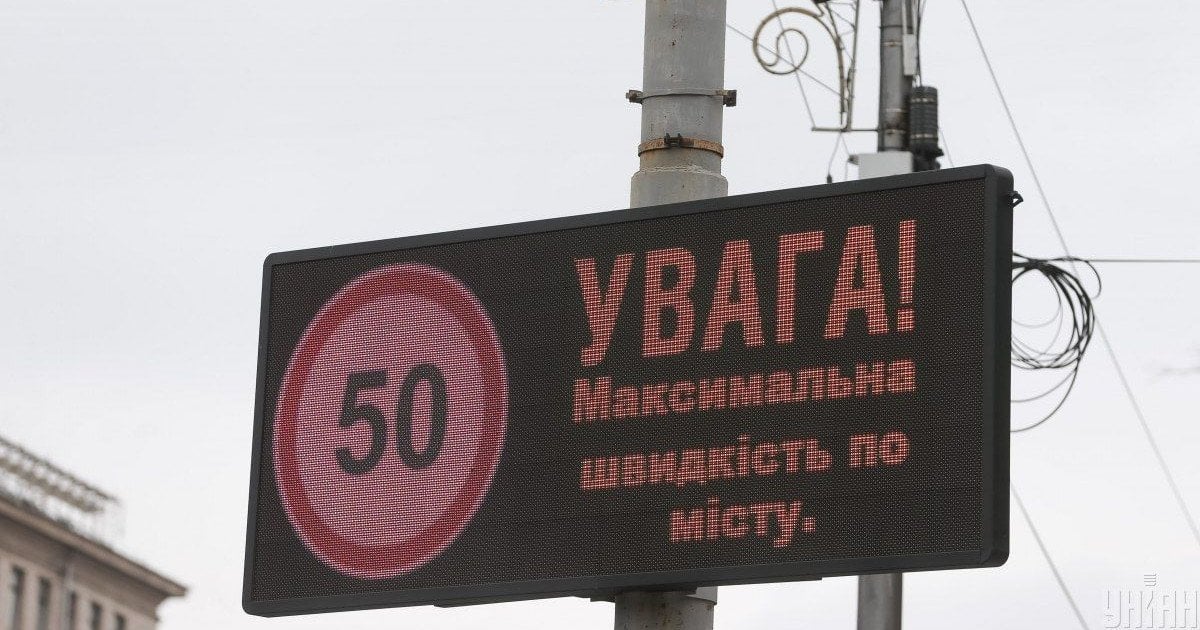 50
УВАГА!
Максимальна
швидкість по
місту.
УНІАН